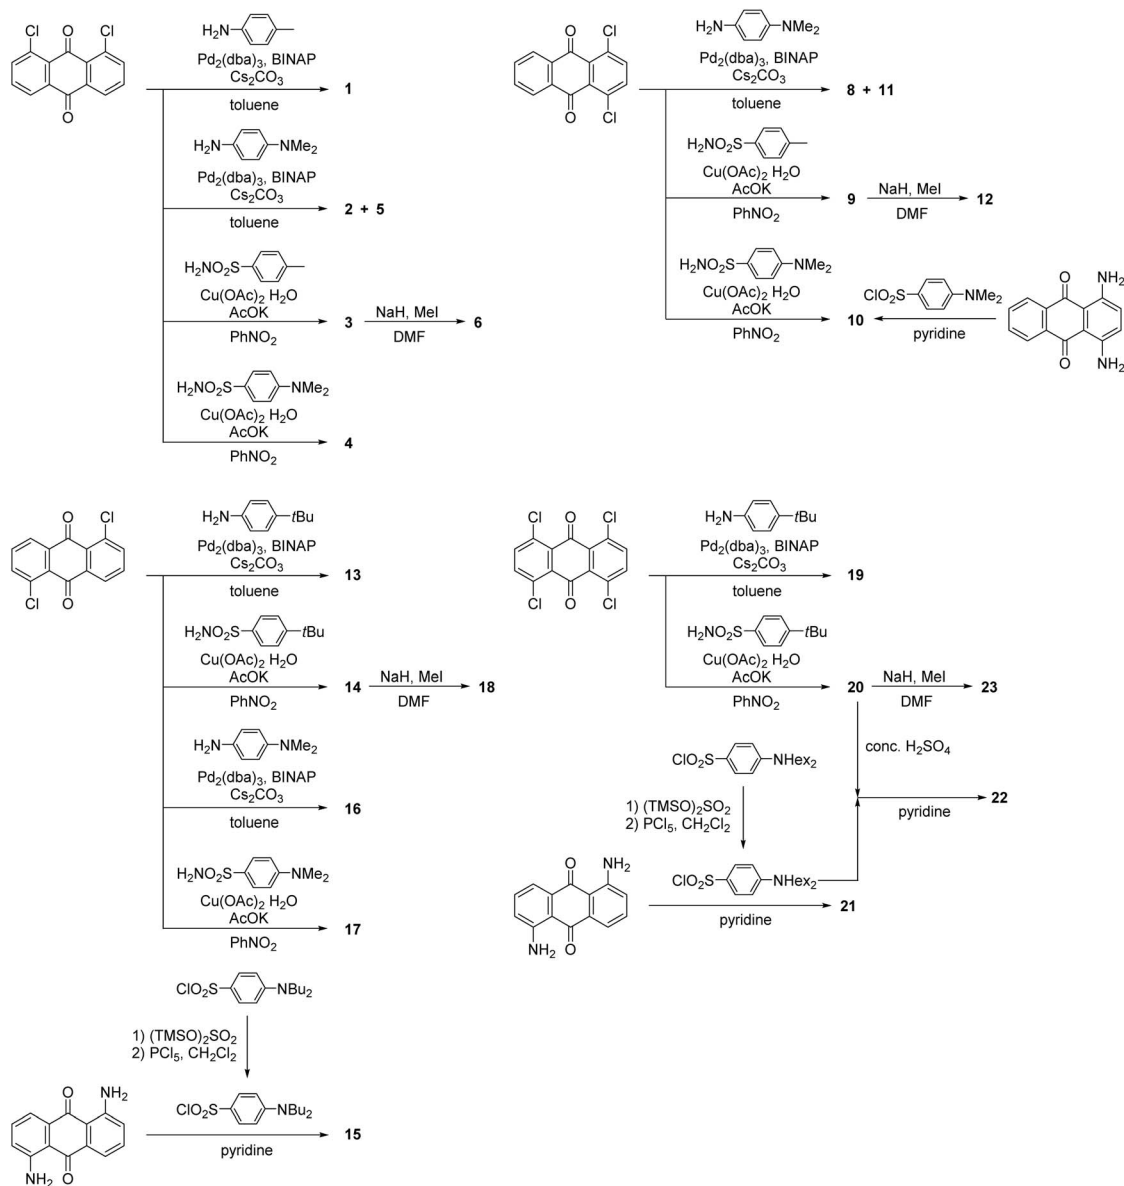 Cl O Cl
O
H2N
Pd2(dba)3, BINAP
Cs2CO3
toluene
1
H2N NMe2
Pd2(dba)3, BINAP
Cs2CO3
toluene
2 + 5
H2NO2S
Cu(OAc)2 H2O
AcOK
PhNO2
3
NaH, MeI
DMF
6
H2NO2S NMe2
Cu(OAc)2 H2O
AcOK
PhNO2
4
O Cl
O Cl
H2N NMe2
Pd2(dba)3, BINAP
Cs2CO3
toluene
8 + 11
H2NO2S
Cu(OAc)2 H2O
AcOK
PhNO2
9
NaH, MeI
DMF
12
H2NO2S NMe2
Cu(OAc)2 H2O
AcOK
PhNO2
10
ClO2S NMe2
pyridine
O NH2
O NH2
O Cl
Cl O
H2N tBu
Pd2(dba)3, BINAP
Cs2CO3
toluene
13
H2NO2S tBu
Cu(OAc)2 H2O
AcOK
PhNO2
14
NaH, MeI
DMF
18
H2N NMe2
Pd2(dba)3, BINAP
Cs2CO3
toluene
16
H2NO2S NMe2
Cu(OAc)2 H2O
AcOK
PhNO2
17
ClO2S NBu2
1) (TMSO)2SO2
2) PCl5, CH2Cl2
ClO2S NBu2
O NH2
NH2 O
pyridine
15
Cl O Cl
Cl O Cl
H2N tBu
Pd2(dba)3, BINAP
Cs2CO3
toluene
19
H2NO2S tBu
Cu(OAc)2 H2O
AcOK
PhNO2
20
NaH, MeI
DMF
23
conc. H2SO4
pyridine
22
ClO2S NHex2
1) (TMSO)2SO2
2) PCl5, CH2Cl2
ClO2S NHex2
O NH2
NH2 O
pyridine
21